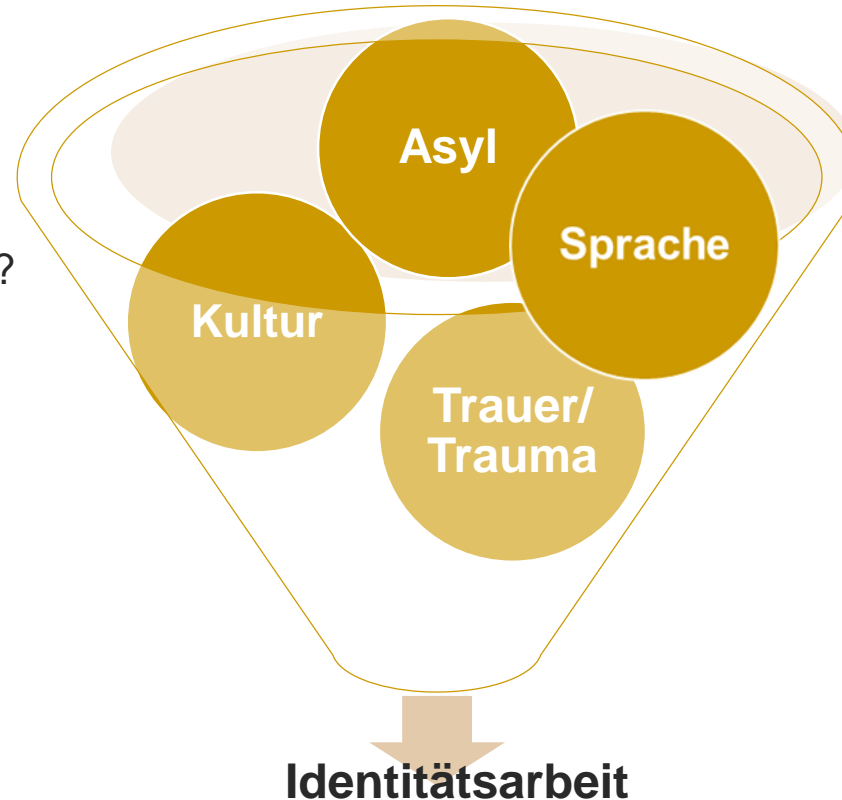 Asyl
Sprache
?
Kultur
Trauer/
Trauma
Identitätsarbeit